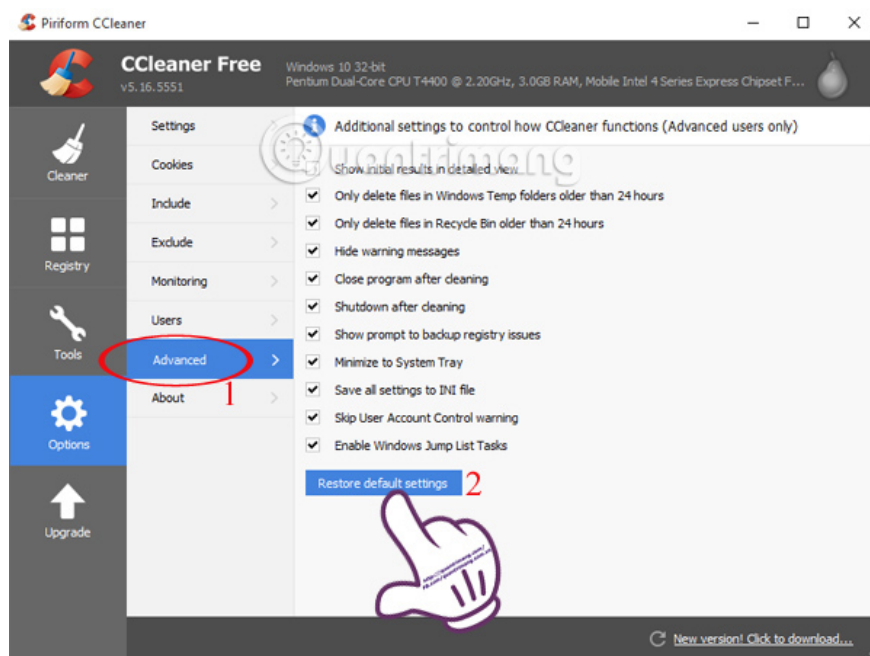 Piriform CCleaner
CCleaner Free
v5.16.5551
Windows 10 32-bit
Pentium Dual-Core CPU T4400 @ 2.20GHz, 3.0GB RAM, Mobile Intel 4 Series Express Chipset F...
Cleaner
Registry
Tools
Options
Upgrade
Settings
Cookies
Include
Exclude
Monitoring
Users
Advanced
1
About
Additional settings to control how CCleaner functions (Advanced users only)
Quantrimang
Show initial results in detailed view
Only delete files in Windows Temp folders older than 24 hours
Only delete files in Recycle Bin older than 24 hours
Hide warning messages
Close program after cleaning
Shutdown after cleaning
Show prompt to backup registry issues
Minimize to System Tray
Save all settings to INI file
Skip User Account Control warning
Enable Windows Jump List Tasks
Restore default settings
2
New version! Click to download...